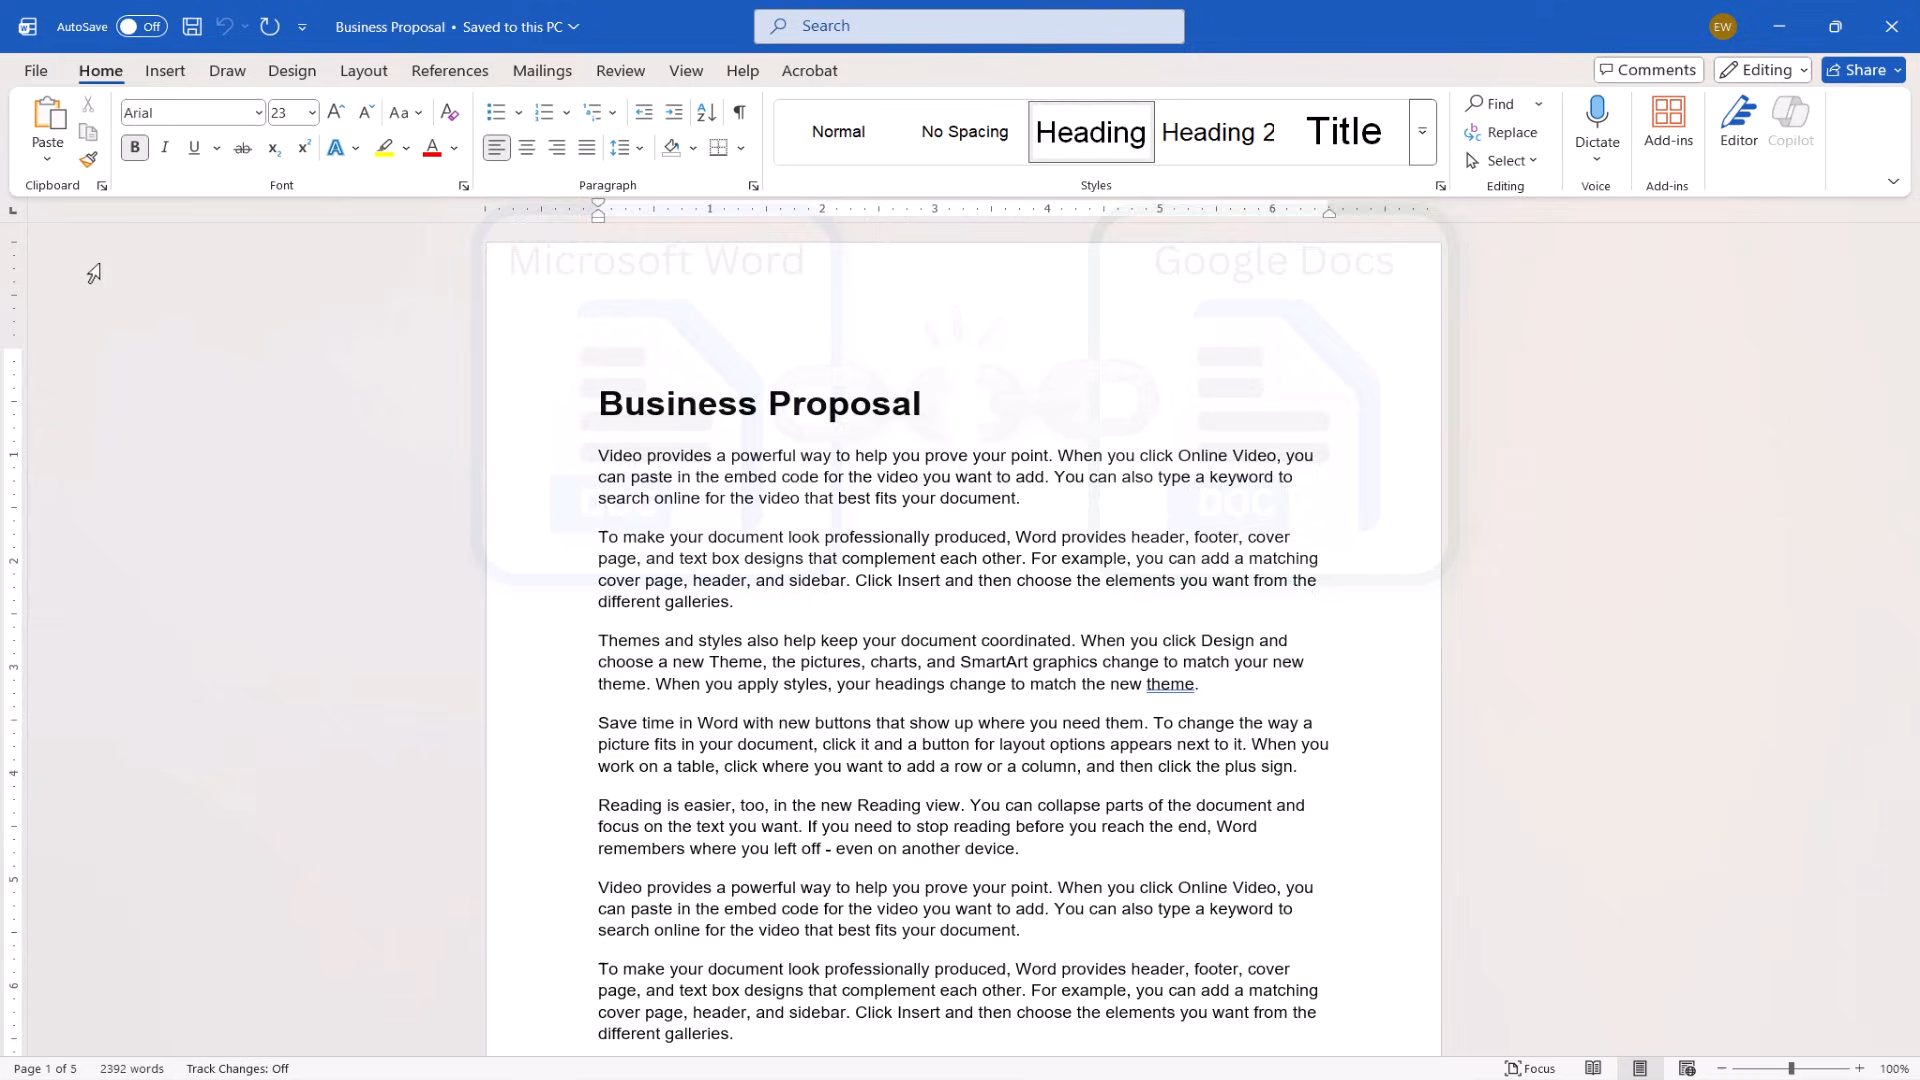 AutoSave Off Business Proposal • Saved to this PC Search EW
File Home Insert Draw Design Layout References Mailings Review View Help Acrobat Comments Editing Share
Paste Arial 23 Aa A Normal No Spacing Heading Heading 2 Title Find Replace Select Dictate Add-ins Editor Copilot
B I U ab x₂ x² A A
Clipboard Font Paragraph Styles Editing Voice Add-ins
1 2 3 4 5 6
Microsoft Word Google Docs
Business Proposal
Video provides a powerful way to help you prove your point. When you click Online Video, you
can paste in the embed code for the video you want to add. You can also type a keyword to
search online for the video that best fits your document.
DOC DOC
To make your document look professionally produced, Word provides header, footer, cover
page, and text box designs that complement each other. For example, you can add a matching
cover page, header, and sidebar. Click Insert and then choose the elements you want from the
different galleries.
Themes and styles also help keep your document coordinated. When you click Design and
choose a new Theme, the pictures, charts, and SmartArt graphics change to match your new
theme. When you apply styles, your headings change to match the new theme.
Save time in Word with new buttons that show up where you need them. To change the way a
picture fits in your document, click it and a button for layout options appears next to it. When you
work on a table, click where you want to add a row or a column, and then click the plus sign.
Reading is easier, too, in the new Reading view. You can collapse parts of the document and
focus on the text you want. If you need to stop reading before you reach the end, Word
remembers where you left off - even on another device.
Video provides a powerful way to help you prove your point. When you click Online Video, you
can paste in the embed code for the video you want to add. You can also type a keyword to
search online for the video that best fits your document.
To make your document look professionally produced, Word provides header, footer, cover
page, and text box designs that complement each other. For example, you can add a matching
cover page, header, and sidebar. Click Insert and then choose the elements you want from the
different galleries.
1
2
3
4
5
6
Page 1 of 5 2392 words Track Changes: Off Focus 100%